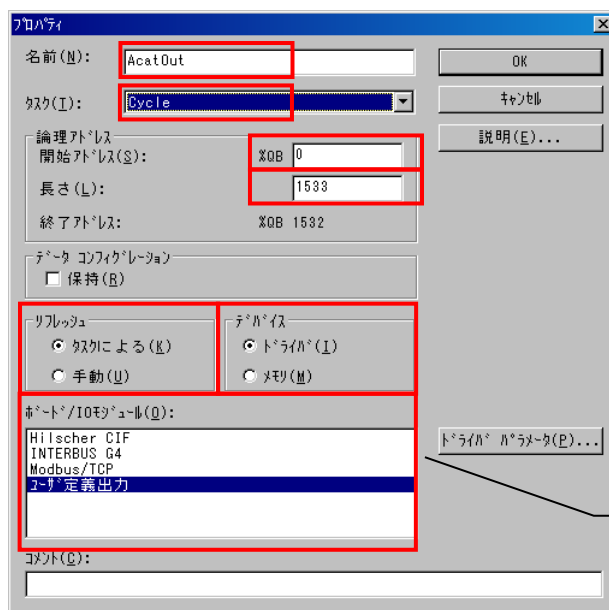 ﾌﾟﾛﾊﾟﾃｨ
名前(N): AcatOut
OK
ﾀｽｸ(T): Cycle
ｷｬﾝｾﾙ
論理ｱﾄﾞﾚｽ
説明(E)...
開始ｱﾄﾞﾚｽ(S): %QB 0
長さ(L): 1533
終了ｱﾄﾞﾚｽ: %QB 1532
ﾃﾞｰﾀ ｺﾝﾌｨｸﾞﾚｰｼｮﾝ
保持(R)
ﾘﾌﾚｯｼｭ
ﾃﾞﾊﾞｲｽ
ﾀｽｸによる(K)
ﾄﾞﾗｲﾊﾞ(I)
手動(U)
ﾒﾓﾘ(M)
ﾎﾞｰﾄﾞ/IOﾓｼﾞｭｰﾙ(O):
Hilscher CIF
INTERBUS G4
Modbus/TCP
ﾕｰｻﾞ定義出力
ﾄﾞﾗｲﾊﾞ ﾊﾟﾗﾒｰﾀ(P)...
ｺﾒﾝﾄ(C):